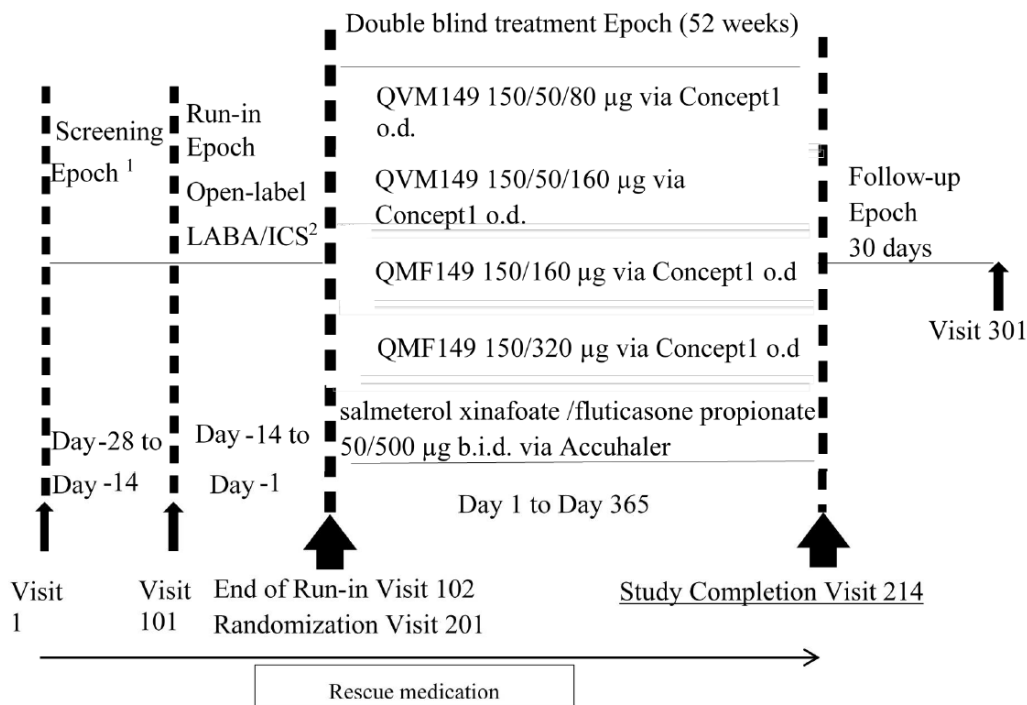 Double blind treatment Epoch (52 weeks)
Screening
Epoch 1
Day-28 to
Day -14
Run-in
Epoch
Open-label
LABA/ICS2
Day -14 to
Day -1
QVM149 150/50/80 µg via Concept1
o.d.
QVM149 150/50/160 µg via
Concept1 o.d.
QMF149 150/160 µg via Concept1 o.d
QMF149 150/320 µg via Concept1 o.d
salmeterol xinafoate /fluticasone propionate
50/500 µg b.i.d. via Accuhaler
Day 1 to Day 365
Follow-up
Epoch
30 days
Visit 301
Visit
1
Visit
101
End of Run-in Visit 102
Randomization Visit 201
Study Completion Visit 214
Rescue medication